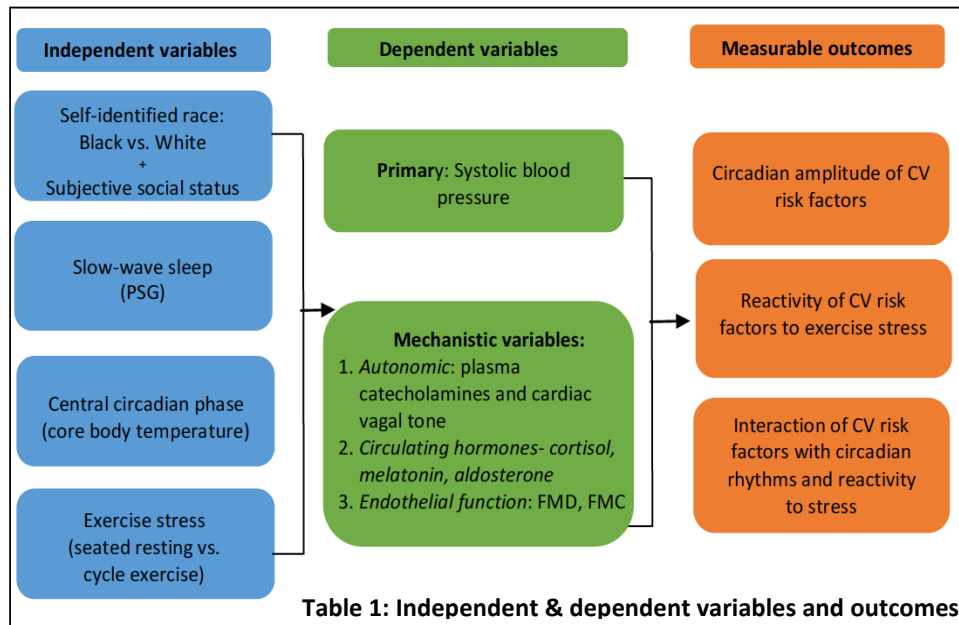 Independent variables
Self-identified race:
Black vs. White
+
Subjective social status
Slow-wave sleep
(PSG)
Central circadian phase
(core body temperature)
Exercise stress
(seated resting vs.
cycle exercise)
Dependent variables
Primary: Systolic blood
pressure
Mechanistic variables:
1. Autonomic: plasma
catecholamines and cardiac
vagal tone
2. Circulating hormones- cortisol,
melatonin, aldosterone
3. Endothelial function: FMD, FMC
Measurable outcomes
Circadian amplitude of CV
risk factors
Reactivity of CV risk
factors to exercise stress
Interaction of CV risk
factors with circadian
rhythms and reactivity
to stress
Table 1: Independent & dependent variables and outcomes